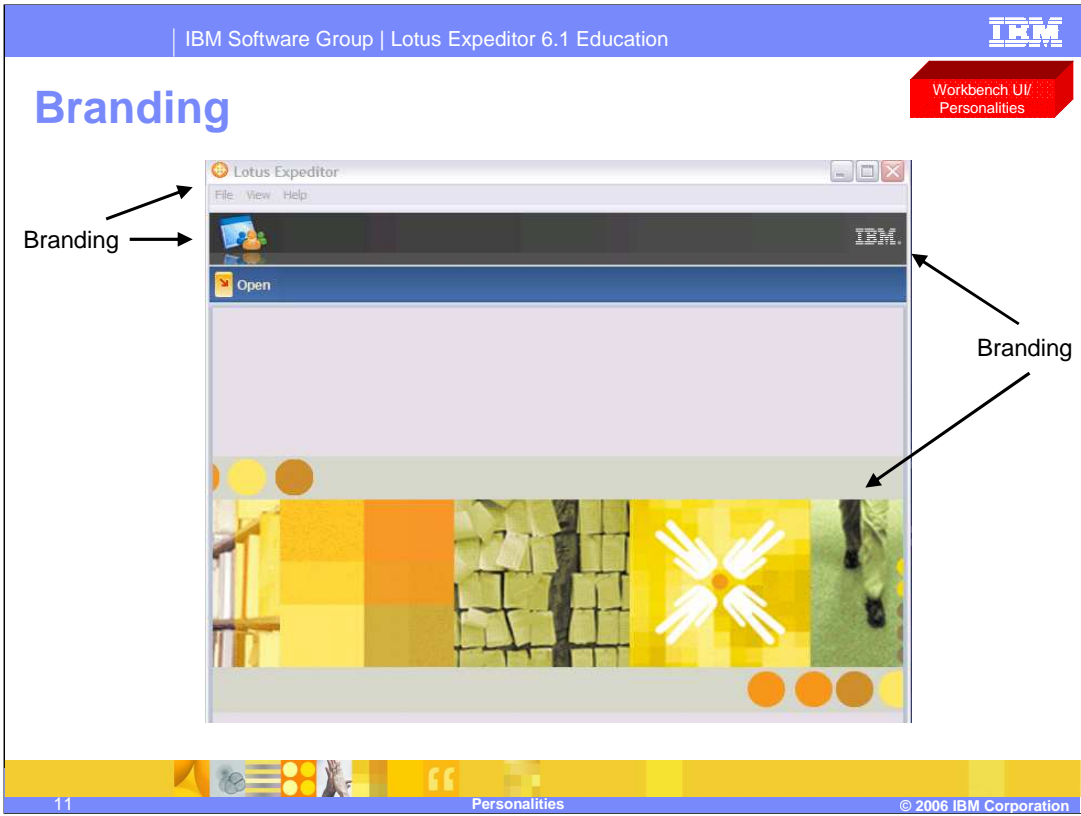 IBM Software Group | Lotus Expeditor 6.1 Education
IBM
Branding
Workbench UI/
Personalities
Lotus Expeditor
File View Help
IBM.
Open
Branding
Branding
11
Personalities
© 2006 IBM Corporation